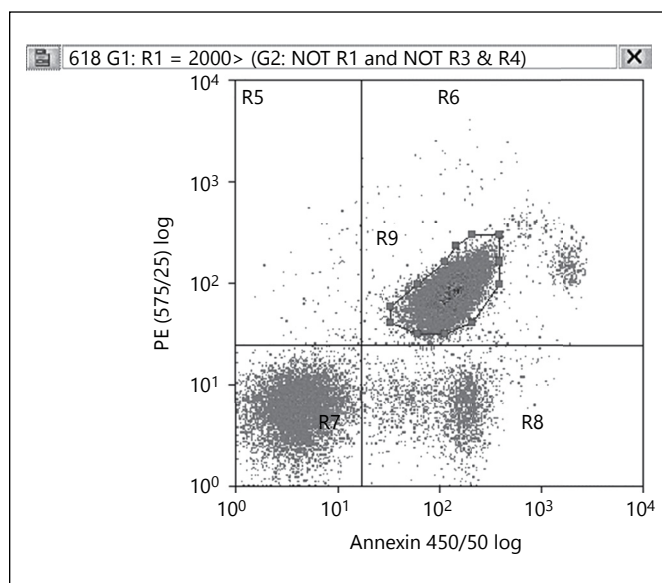 618 G1: R1 = 2000> (G2: NOT R1 and NOT R3 & R4)
10⁴
R5
R6
10³
R9
10²
PE (575/25) log
10¹
R7
R8
10⁰
10⁰ 10¹ 10² 10³ 10⁴
Annexin 450/50 log